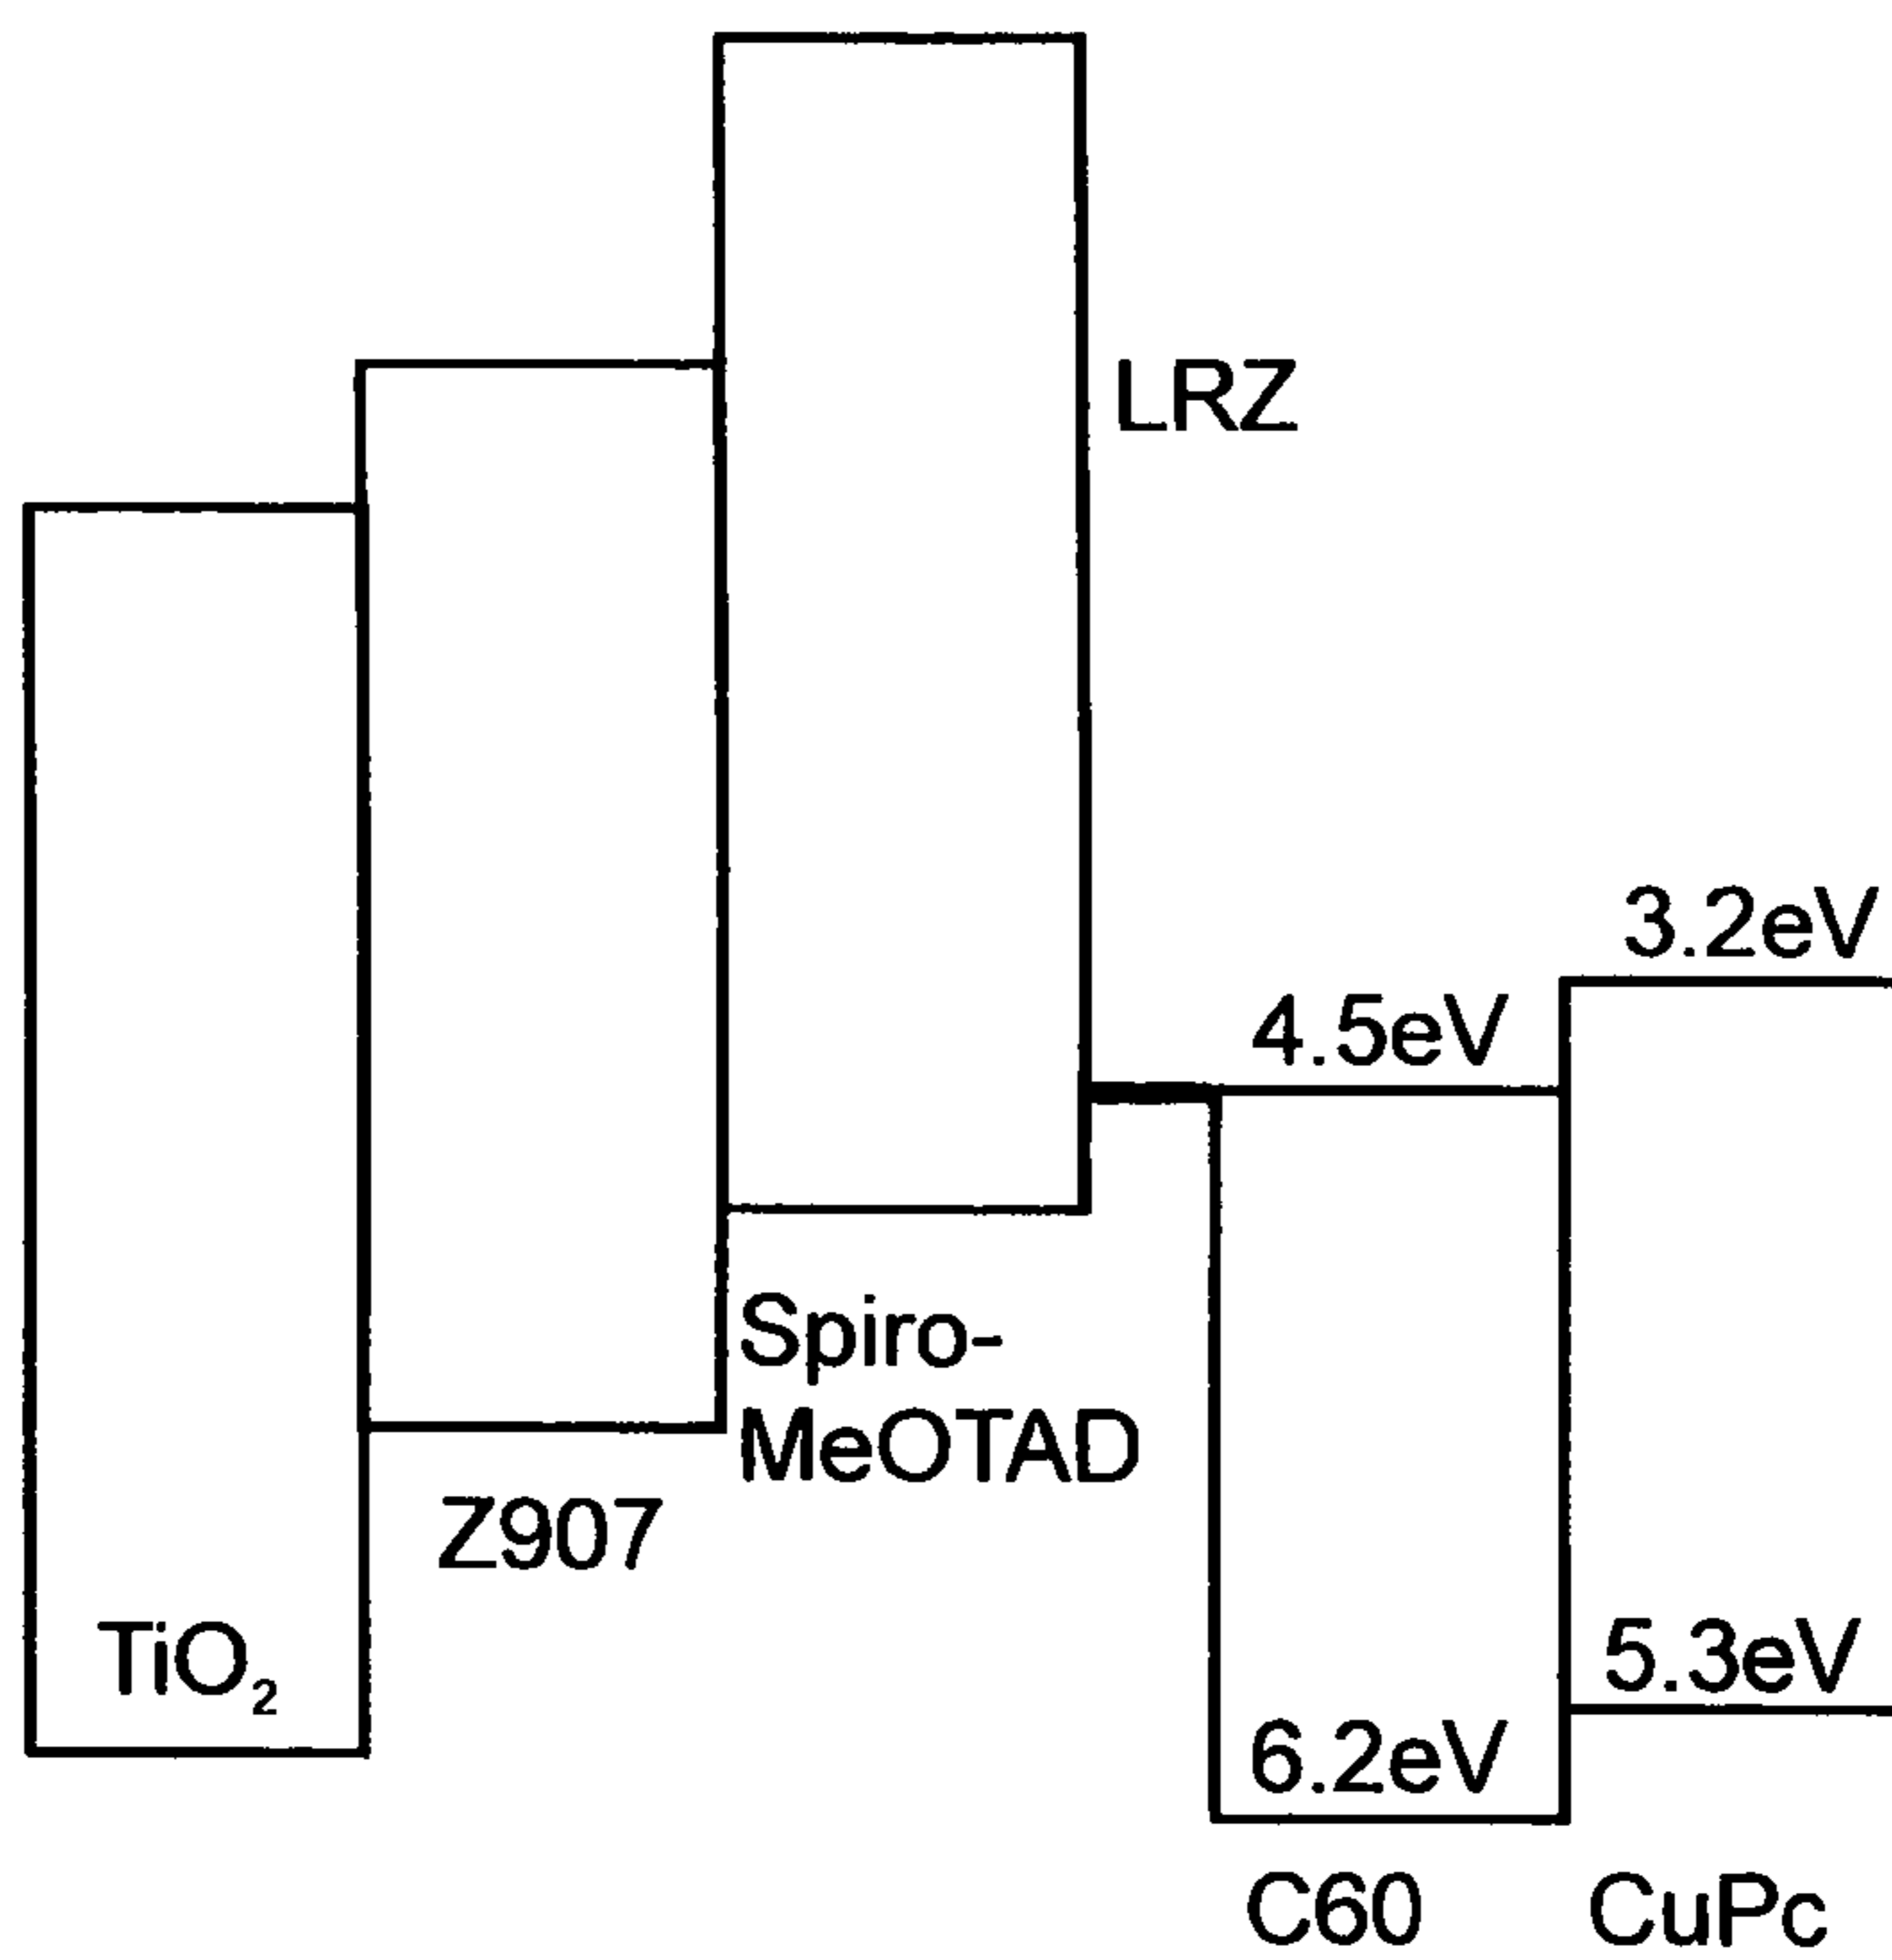 LRZ
3.2eV
4.5eV
Spiro-
MeOTAD
Z907
TiO₂
5.3eV
6.2eV
C60
CuPc